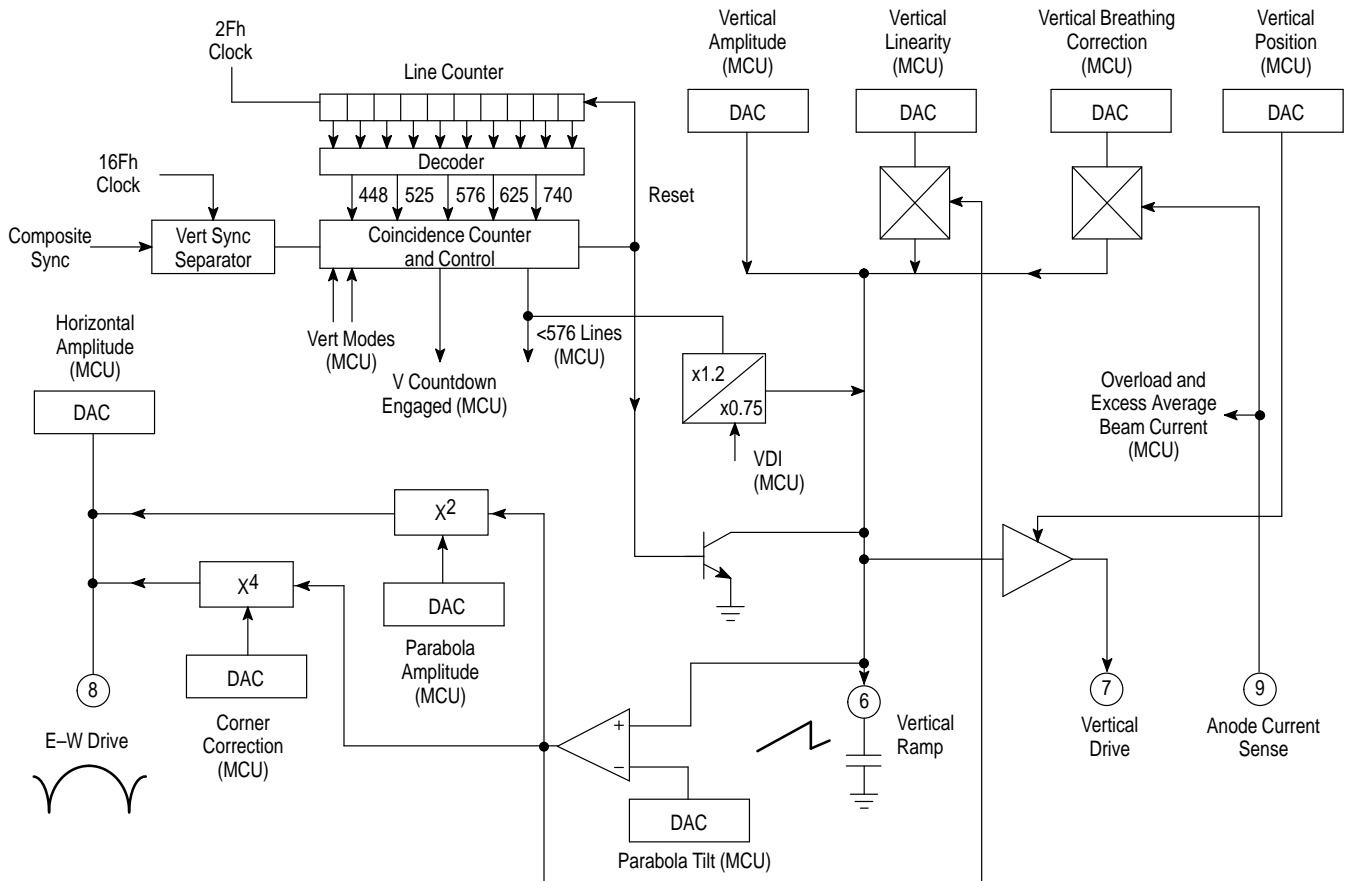 2Fh
Clock
Line Counter
Vertical
Amplitude
(MCU)
Vertical
Linearity
(MCU)
Vertical Breathing
Correction
(MCU)
Vertical
Position
(MCU)
DAC
DAC
DAC
DAC
Decoder
16Fh
Clock
448
525
576
625
740
Reset
Composite
Sync
Vert Sync
Separator
Coincidence Counter
and Control
Horizontal
Amplitude
(MCU)
DAC
Vert Modes
(MCU)
V Countdown
Engaged (MCU)
<576 Lines
(MCU)
x1.2
x0.75
VDI
(MCU)
Overload and
Excess Average
Beam Current
(MCU)
X2
DAC
Parabola
Amplitude
(MCU)
X4
DAC
Corner
Correction
(MCU)
8
E–W Drive
+
–
DAC
Parabola Tilt (MCU)
6
Vertical
Ramp
7
Vertical
Drive
9
Anode Current
Sense